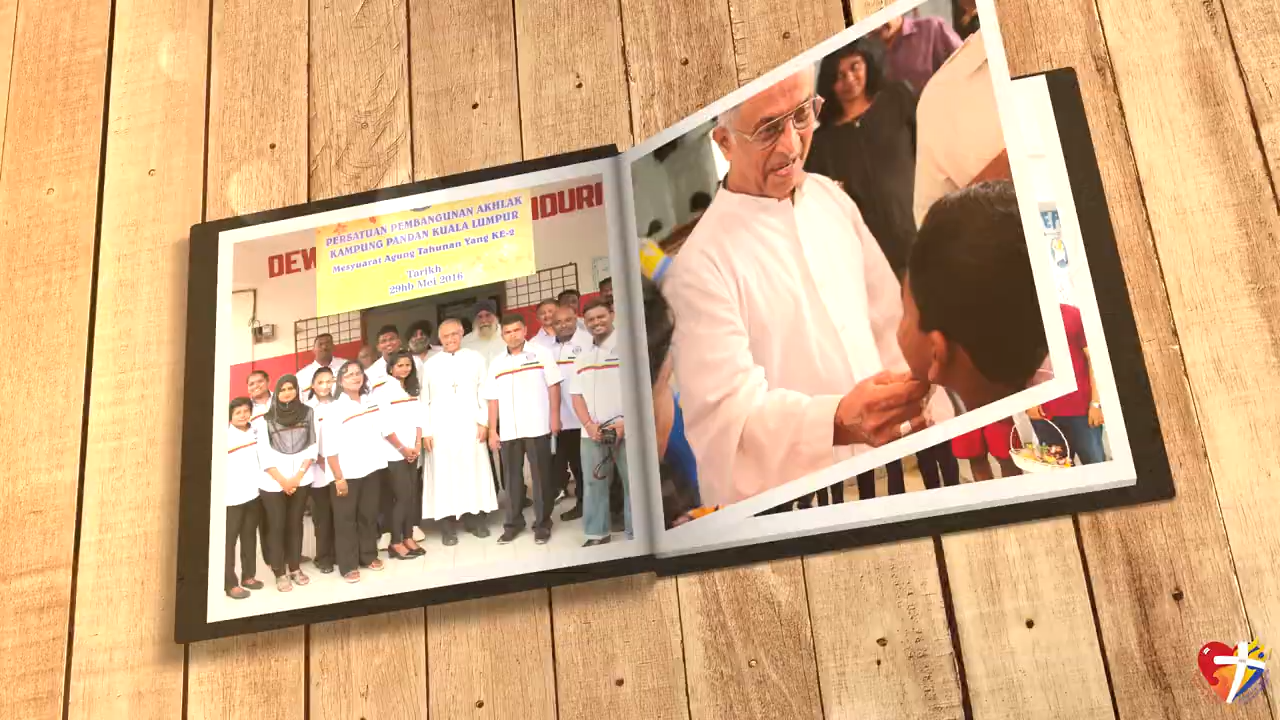 PERSATUAN PEMBANGUNAN AKHLAK
KAMPUNG PANDAN KUALA LUMPUR
Mesyuarat Agung Tahunan Yang KE-2
Tarikh
29hb Mei 2016
DEW
IDURI